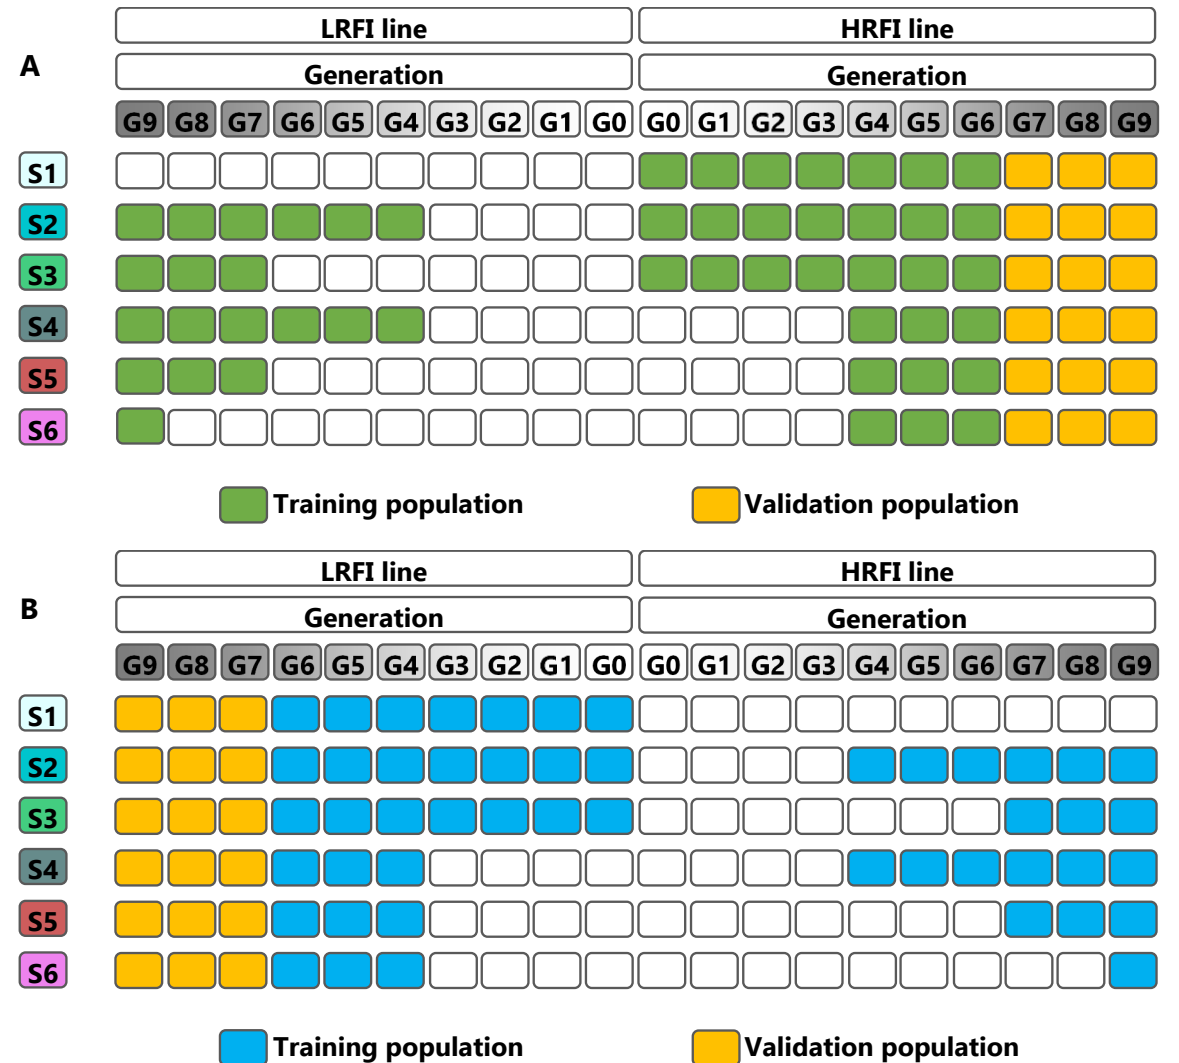 LRFI line HRFI line
A
Generation Generation
G9 G8 G7 G6 G5 G4 G3 G2 G1 G0 G0 G1 G2 G3 G4 G5 G6 G7 G8 G9
S1
S2
S3
S4
S5
S6
Training population Validation population
LRFI line HRFI line
B
Generation Generation
G9 G8 G7 G6 G5 G4 G3 G2 G1 G0 G0 G1 G2 G3 G4 G5 G6 G7 G8 G9
S1
S2
S3
S4
S5
S6
Training population Validation population